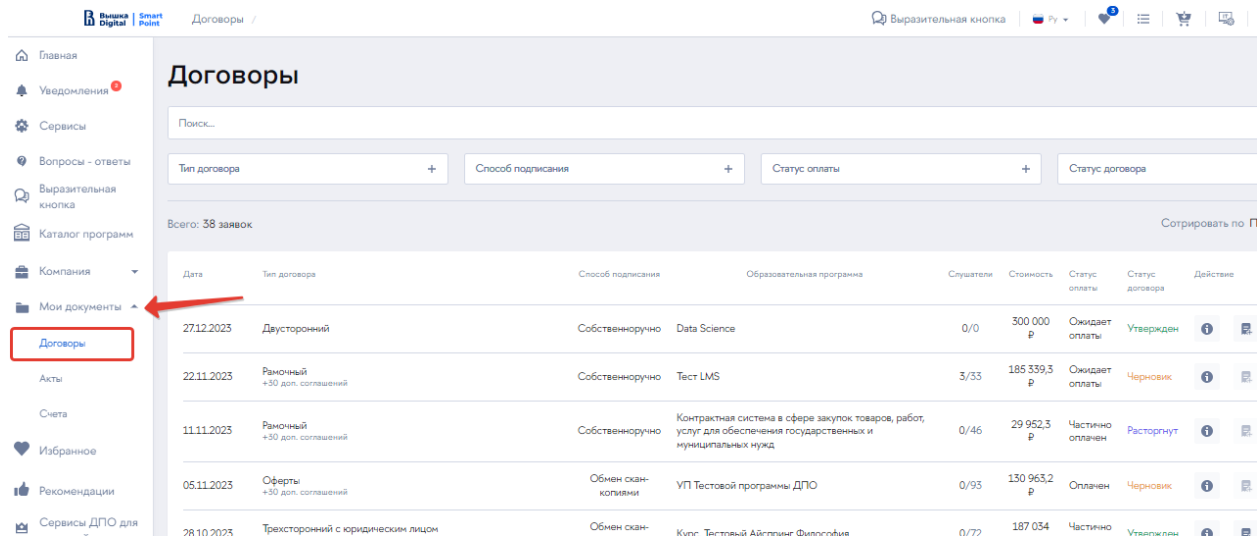 Вышка Digital | Smart Point
Договоры /
Выразительная кнопка
Ру
3
Главная
Уведомления
Сервисы
Вопросы - ответы
Выразительная
кнопка
Каталог программ
Компания
Мои документы
Договоры
Акты
Счета
Избранное
Рекомендации
Сервисы ДПО для
Договоры
Поиск...
Тип договора +
Способ подписания +
Статус оплаты +
Статус договора
Всего: 38 заявок
Сотрировать по П
Дата Тип договора Способ подписания Образовательная программа Слушатели Стоимость Статус оплаты Статус договора Действие
27.12.2023 Двусторонний Собственноручно Data Science 0/0 300 000 ₽ Ожидает оплаты Утвержден
22.11.2023 Рамочный Собственноручно Тест LMS 3/33 185 339,3 ₽ Ожидает оплаты Черновик
+30 доп. соглашений
11.11.2023 Рамочный Собственноручно Контрактная система в сфере закупок товаров, работ, 0/46 29 952,3 ₽ Частично оплачен Расторгнут
+30 доп. соглашений услуг для обеспечения государственных и
муниципальных нужд
05.11.2023 Оферты Обмен скан-копиями УП Тестовой программы ДПО 0/93 130 963,2 ₽ Оплачен Черновик
+30 доп. соглашений
28.10.2023 Трехсторонний с юридическим лицом Обмен скан- Курс. Тестовый Айспринг Философия 0/72 187 034 Частично Утвержден